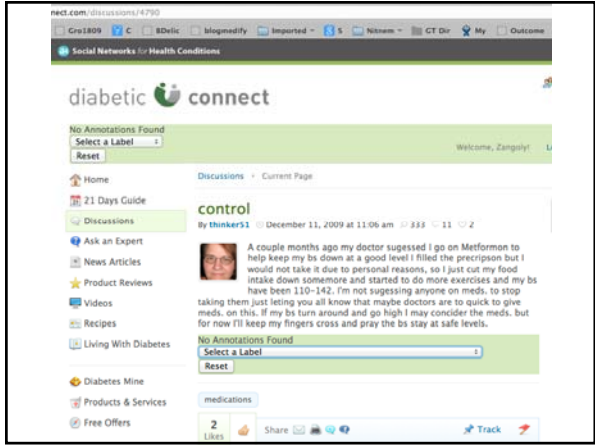 nect.com/discussions/4790
Gro1809 C BDelic blogmedify Imported S Nitnem GT Dir My Outcome
Social Networks for Health Conditions
diabetic connect
No Annotations Found
Select a Label
Reset
Welcome, Zangoly!
Home
Discussions Current Page
21 Days Guide
control
Discussions
By thinker51 December 11, 2009 at 11:06 am 333 11 2
Ask an Expert
News Articles
Product Reviews
Videos
Recipes
Living With Diabetes
A couple months ago my doctor sugessed I go on Metformon to
help keep my bs down at a good level I filled the precripson but I
would not take it due to personal reasons, so I just cut my food
intake down somemore and started to do more exercises and my bs
have been 110-142. I'm not sugessing anyone on meds. to stop
taking them just leting you all know that maybe doctors are to quick to give
meds. on this. If my bs turn around and go high I may concider the meds. but
for now I'll keep my fingers cross and pray the bs stay at safe levels.
No Annotations Found
Select a Label
Reset
Diabetes Mine
Products & Services
Free Offers
medications
2
Likes
Share
Track